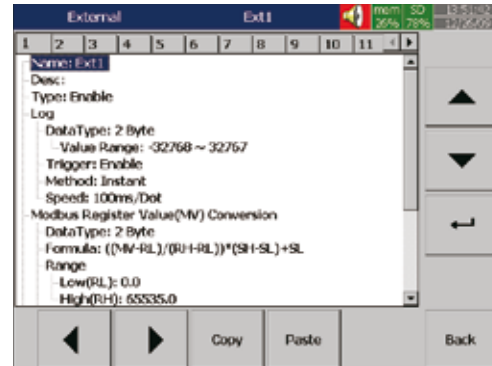 External Ext1 mem 26% SD 78%
1 2 3 4 5 6 7 8 9 10 11
Name: Ext1
Desc:
Type: Enable
Log
DataType: 2 Byte
Value Range: -32768 ~ 32767
Trigger: Enable
Method: Instant
Speed: 100ms/Dot
Modbus Register Value(MV) Conversion
DataType: 2 Byte
Formula: ((MV-RL)/(RH-RL))*(SH-SL)+SL
Range
Low(RL): 0.0
High(RH): 65535.0
Copy Paste Back